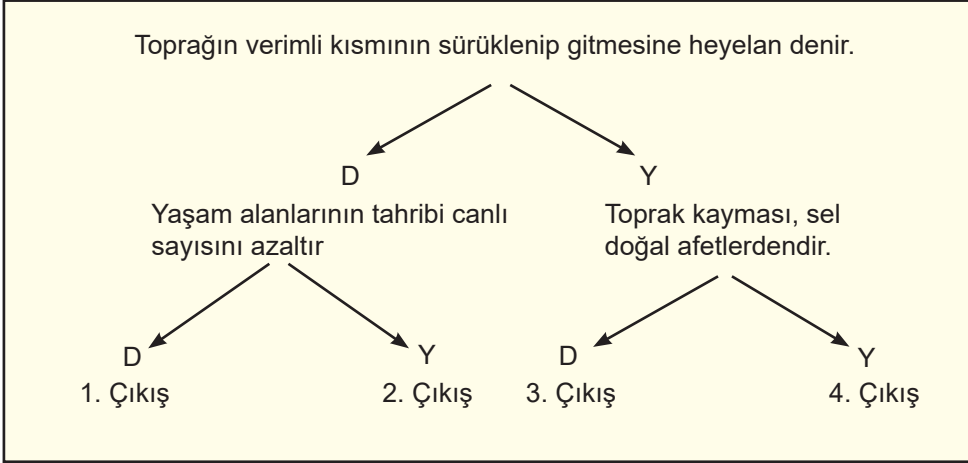 Toprağın verimli kısmının sürüklenip gitmesine heyelan denir.
D
Y
Yaşam alanlarının tahribi canlı
sayısını azaltır
Toprak kayması, sel
doğal afetlerdendir.
D
Y
D
Y
1. Çıkış
2. Çıkış
3. Çıkış
4. Çıkış